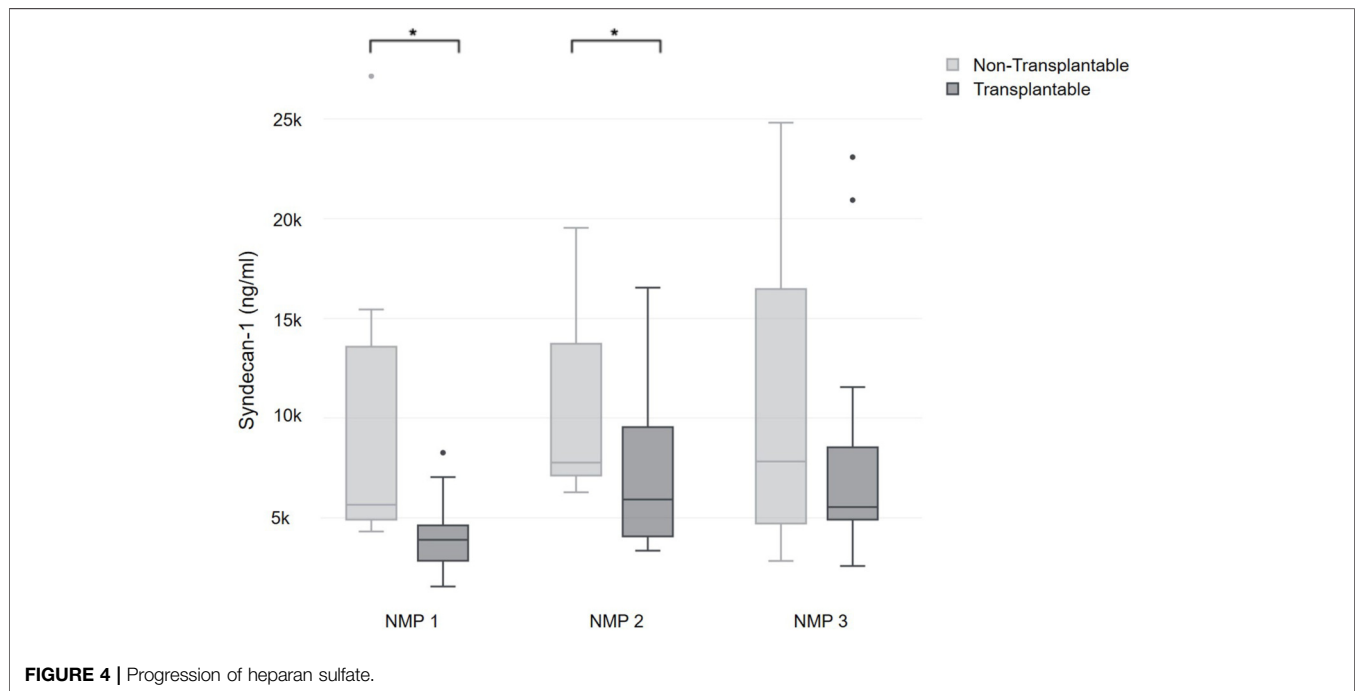 *
*
Non-Transplantable
Transplantable
25k
20k
15k
10k
5k
Syndecan-1 (ng/ml)
NMP 1
NMP 2
NMP 3
FIGURE 4 | Progression of heparan sulfate.